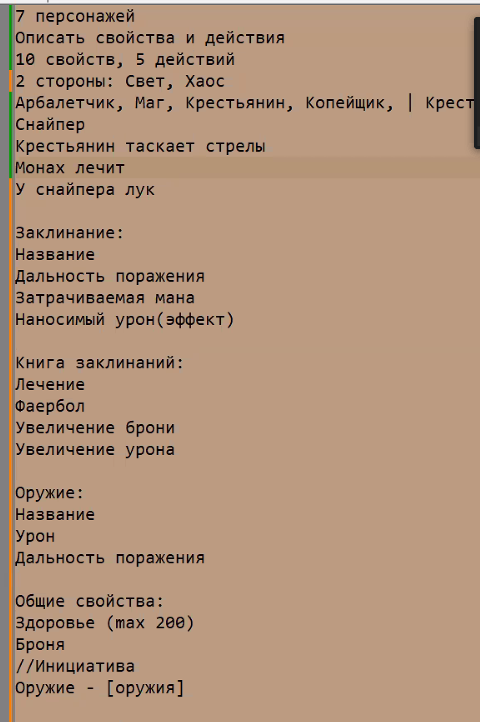 7 персонажей
Описать свойства и действия
10 свойств, 5 действий
2 стороны: Свет, Хаос
Арбалетчик, Маг, Крестьянин, Копейщик, | Крест
Снайпер
Крестьянин таскает стрелы
Монах лечит
У снайпера лук
Заклинание:
Название
Дальность поражения
Затрачиваемая мана
Наносимый урон(эффект)
Книга заклинаний:
Лечение
Фаербол
Увеличение брони
Увеличение урона
Оружие:
Название
Урон
Дальность поражения
Общие свойства:
Здоровье (max 200)
Броня
//Инициатива
Оружие - [оружия]